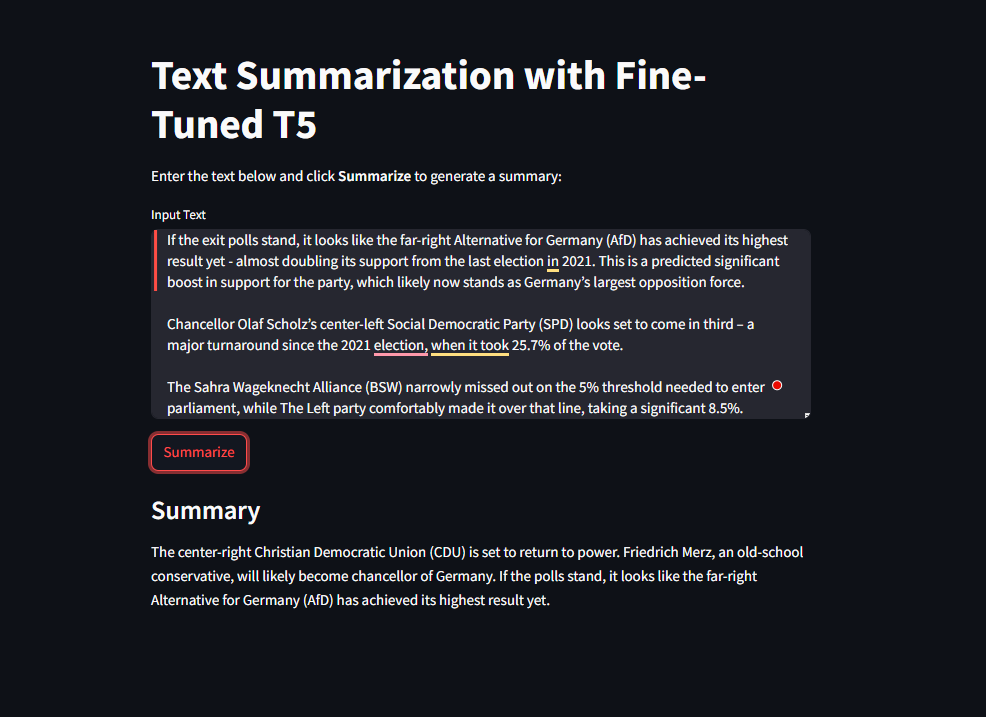 Text Summarization with Fine-
Tuned T5
Enter the text below and click Summarize to generate a summary:
Input Text
If the exit polls stand, it looks like the far-right Alternative for Germany (AfD) has achieved its highest
result yet - almost doubling its support from the last election in 2021. This is a predicted significant
boost in support for the party, which likely now stands as Germany’s largest opposition force.
Chancellor Olaf Scholz’s center-left Social Democratic Party (SPD) looks set to come in third – a
major turnaround since the 2021 election, when it took 25.7% of the vote.
The Sahra Wageknecht Alliance (BSW) narrowly missed out on the 5% threshold needed to enter
parliament, while The Left party comfortably made it over that line, taking a significant 8.5%.
Summarize
Summary
The center-right Christian Democratic Union (CDU) is set to return to power. Friedrich Merz, an old-school
conservative, will likely become chancellor of Germany. If the polls stand, it looks like the far-right
Alternative for Germany (AfD) has achieved its highest result yet.